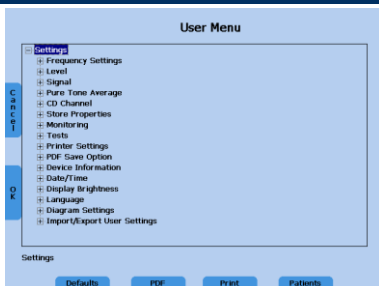 User Menu
Settings
Frequency Settings
Level
Signal
Pure Tone Average
CD Channel
Store Properties
Monitoring
Tests
Printer Settings
PDF Save Option
Device Information
Date/Time
Display Brightness
Language
Diagram Settings
Import/Export User Settings
Cancel
OK
Settings
Defaults PDF Print Patients